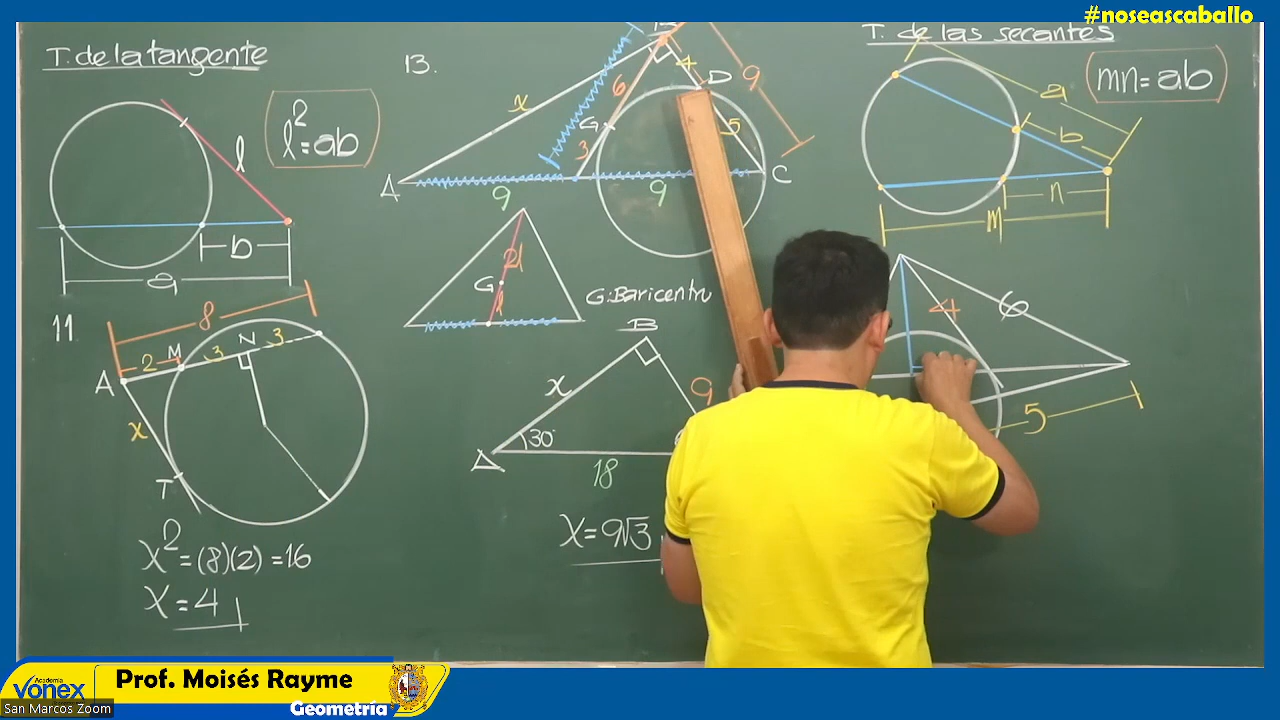 #noseascaballo
T. de la tangente
l² = ab
l
b
a
13.
B
x
6
4
D
9
G
3
5
A
9
9
C
G
2l
l
G: Baricentro
T. de las secantes
mn = ab
a
b
n
m
11
8
2
M
3
N
3
A
x
T
x² = (8)(2) = 16
x = 4
B
x
9
30°
A
18
x = 9√3
4
6
5
Academia
VONEX
Prof. Moisés Rayme
Geometría
San Marcos Zoom